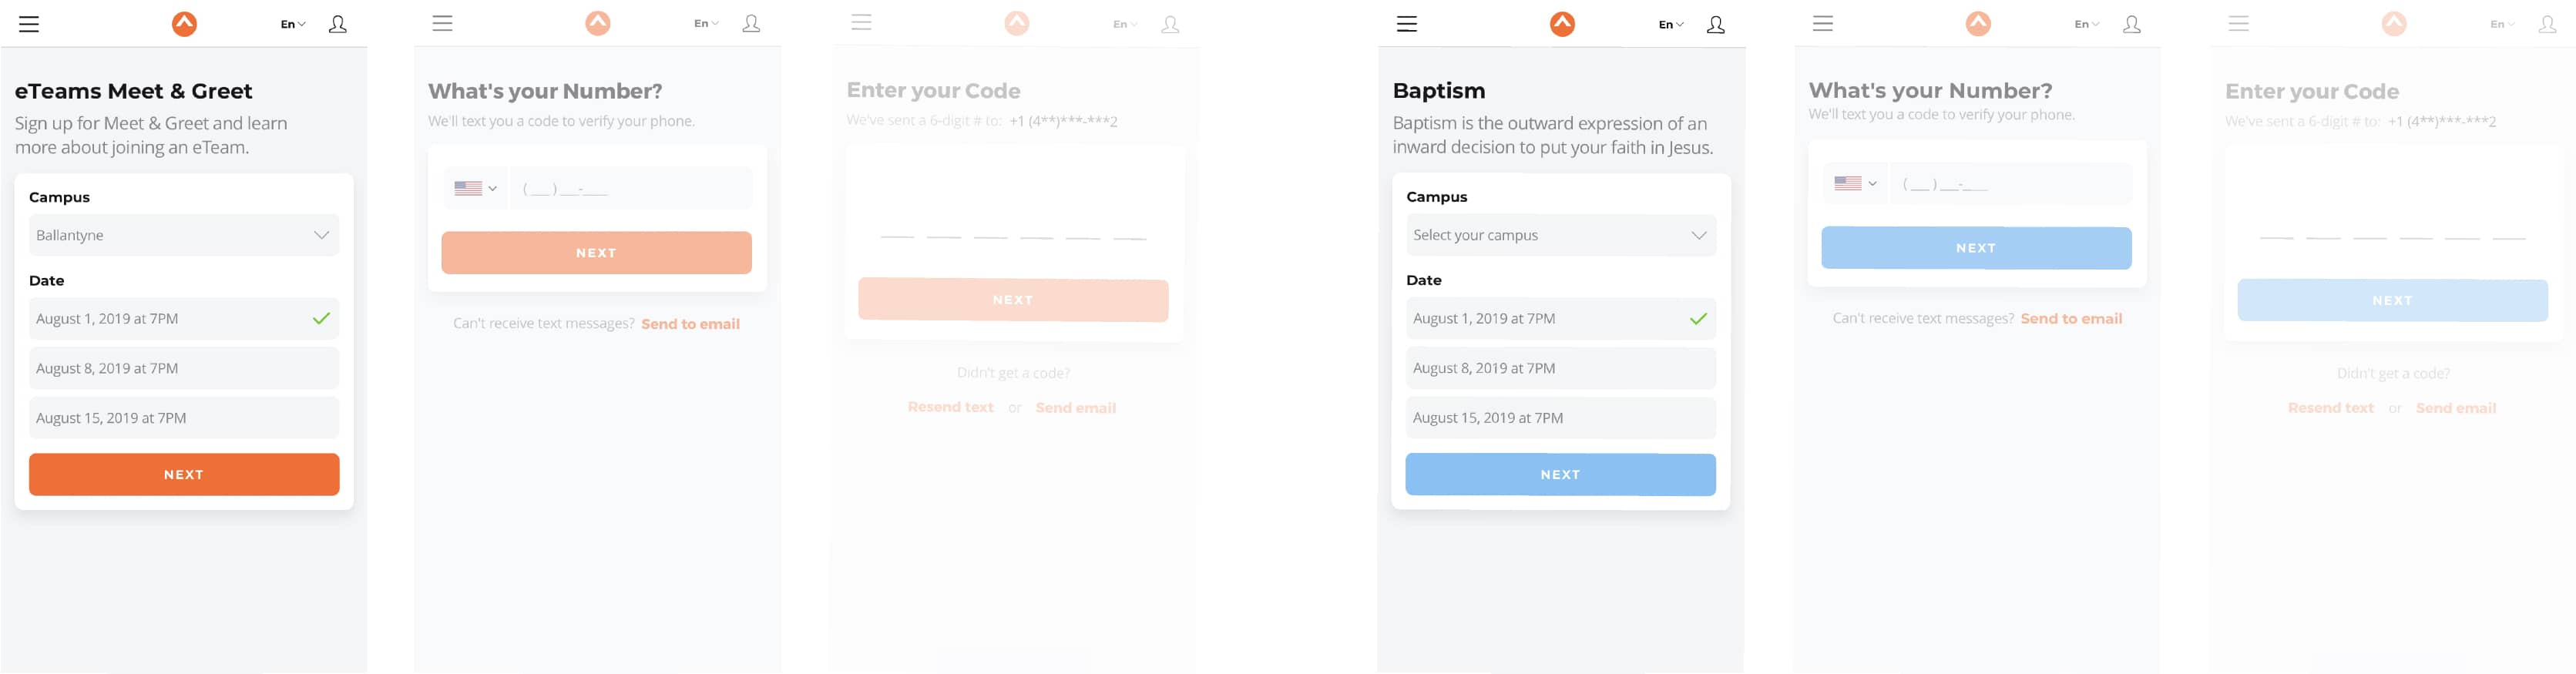 En
eTeams Meet & Greet
Sign up for Meet & Greet and learn
more about joining an eTeam.
Campus
Ballantyne
Date
August 1, 2019 at 7PM
August 8, 2019 at 7PM
August 15, 2019 at 7PM
NEXT
En
What's your Number?
We'll text you a code to verify your phone.
( __ ) __-___
NEXT
Can't receive text messages? Send to email
En
Enter your Code
We've sent a 6-digit # to: +1 (4**)***-***2
NEXT
Didn't get a code?
Resend text or Send email
En
Baptism
Baptism is the outward expression of an
inward decision to put your faith in Jesus.
Campus
Select your campus
Date
August 1, 2019 at 7PM
August 8, 2019 at 7PM
August 15, 2019 at 7PM
NEXT
En
What's your Number?
We'll text you a code to verify your phone.
( __ ) __-___
NEXT
Can't receive text messages? Send to email
En
Enter your Code
We've sent a 6-digit # to: +1 (4**)***-***2
NEXT
Didn't get a code?
Resend text or Send email